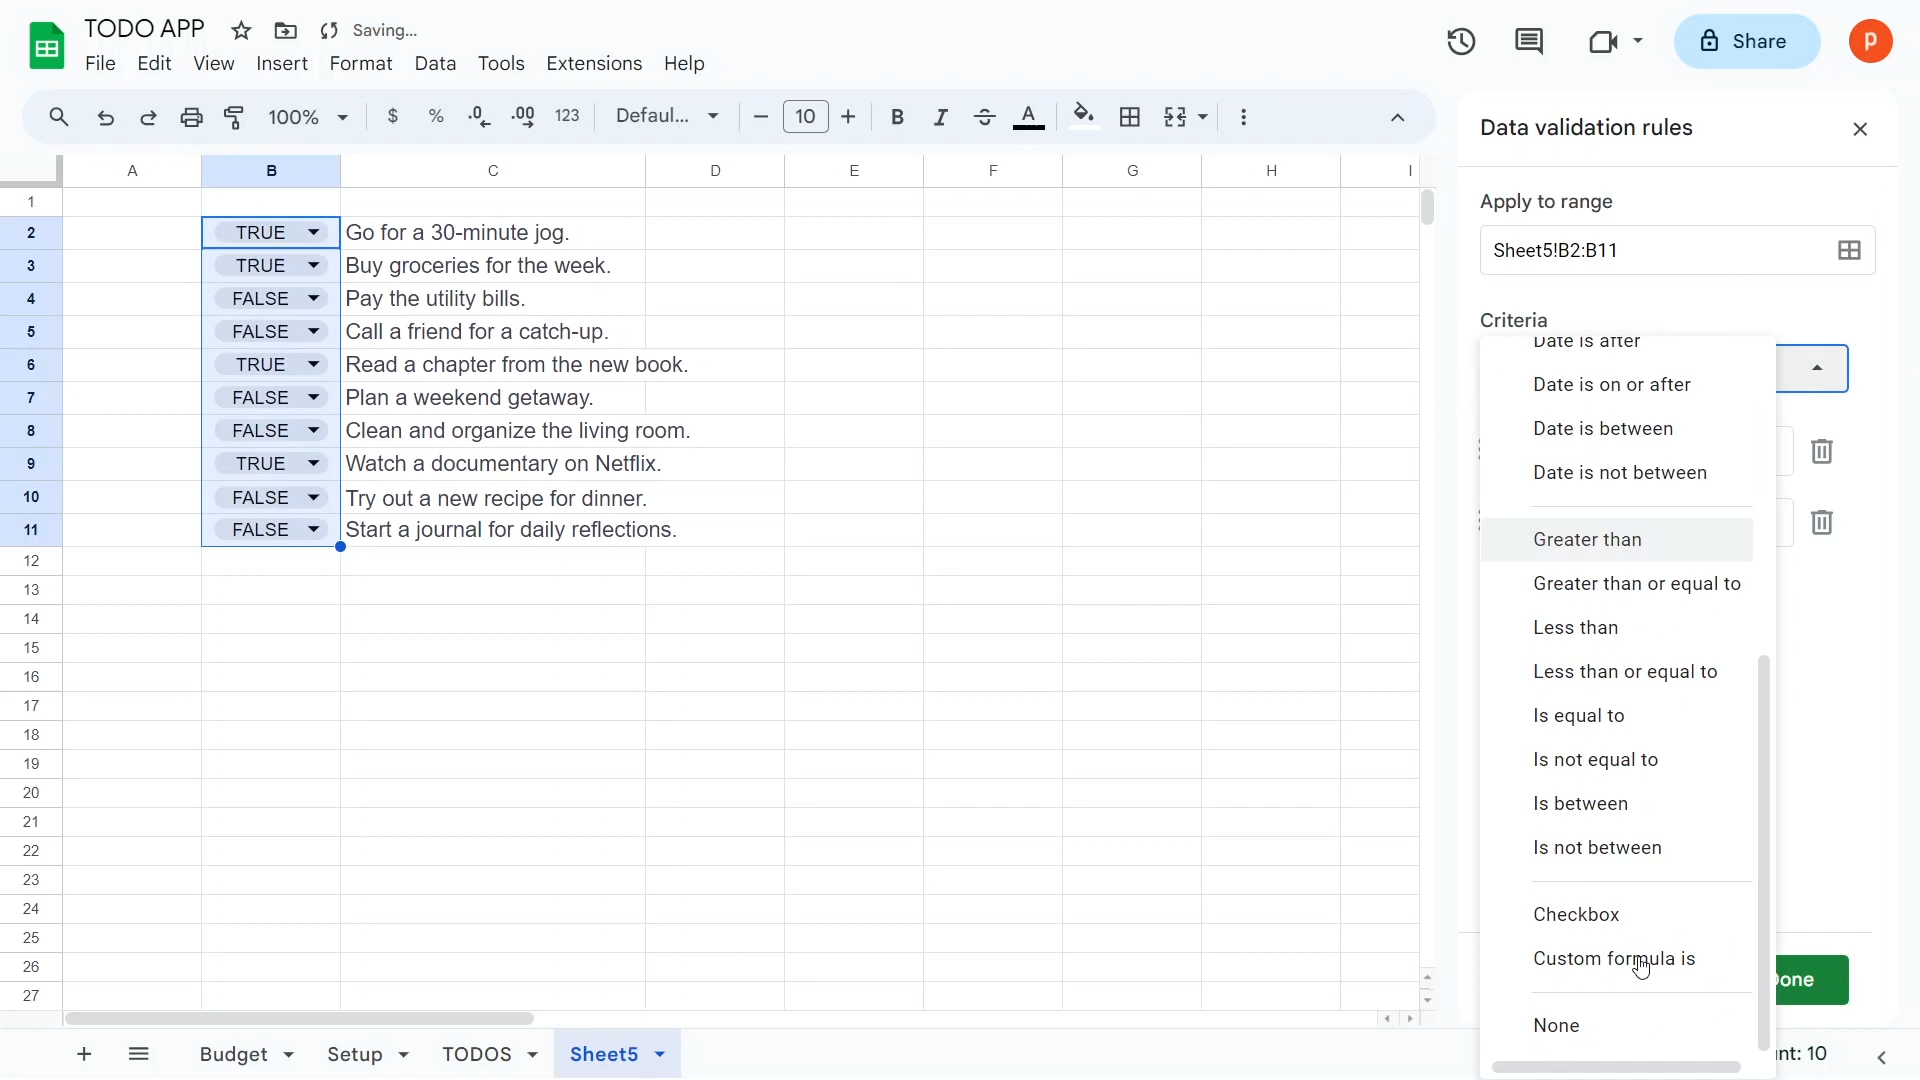 TODO APP Saving...
File Edit View Insert Format Data Tools Extensions Help
Share
p
100% $ % .0 .00 123 Defaul... 10 B I A
Data validation rules
A B C D E F G H I
Apply to range
Sheet5!B2:B11
Criteria
1
2 TRUE Go for a 30-minute jog.
3 TRUE Buy groceries for the week.
4 FALSE Pay the utility bills.
5 FALSE Call a friend for a catch-up.
6 TRUE Read a chapter from the new book.
7 FALSE Plan a weekend getaway.
8 FALSE Clean and organize the living room.
9 TRUE Watch a documentary on Netflix.
10 FALSE Try out a new recipe for dinner.
11 FALSE Start a journal for daily reflections.
12
13
14
15
16
17
18
19
20
21
22
23
24
25
26
27
Date is after
Date is on or after
Date is between
Date is not between
Greater than
Greater than or equal to
Less than
Less than or equal to
Is equal to
Is not equal to
Is between
Is not between
Checkbox
Custom formula is
None
Done
Budget Setup TODOS Sheet5
nt: 10